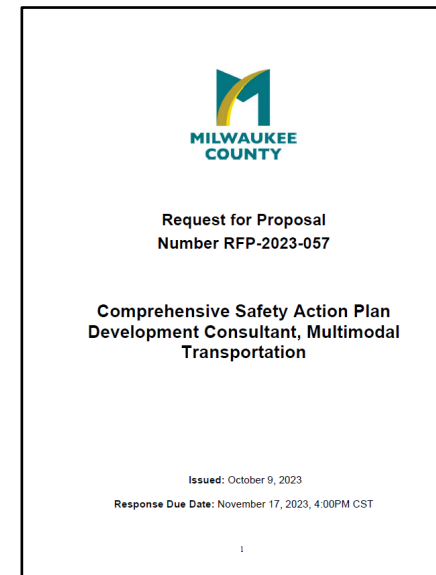 MILWAUKEE
COUNTY
Request for Proposal
Number RFP-2023-057
Comprehensive Safety Action Plan
Development Consultant, Multimodal
Transportation
Issued: October 9, 2023
Response Due Date: November 17, 2023, 4:00PM CST
1